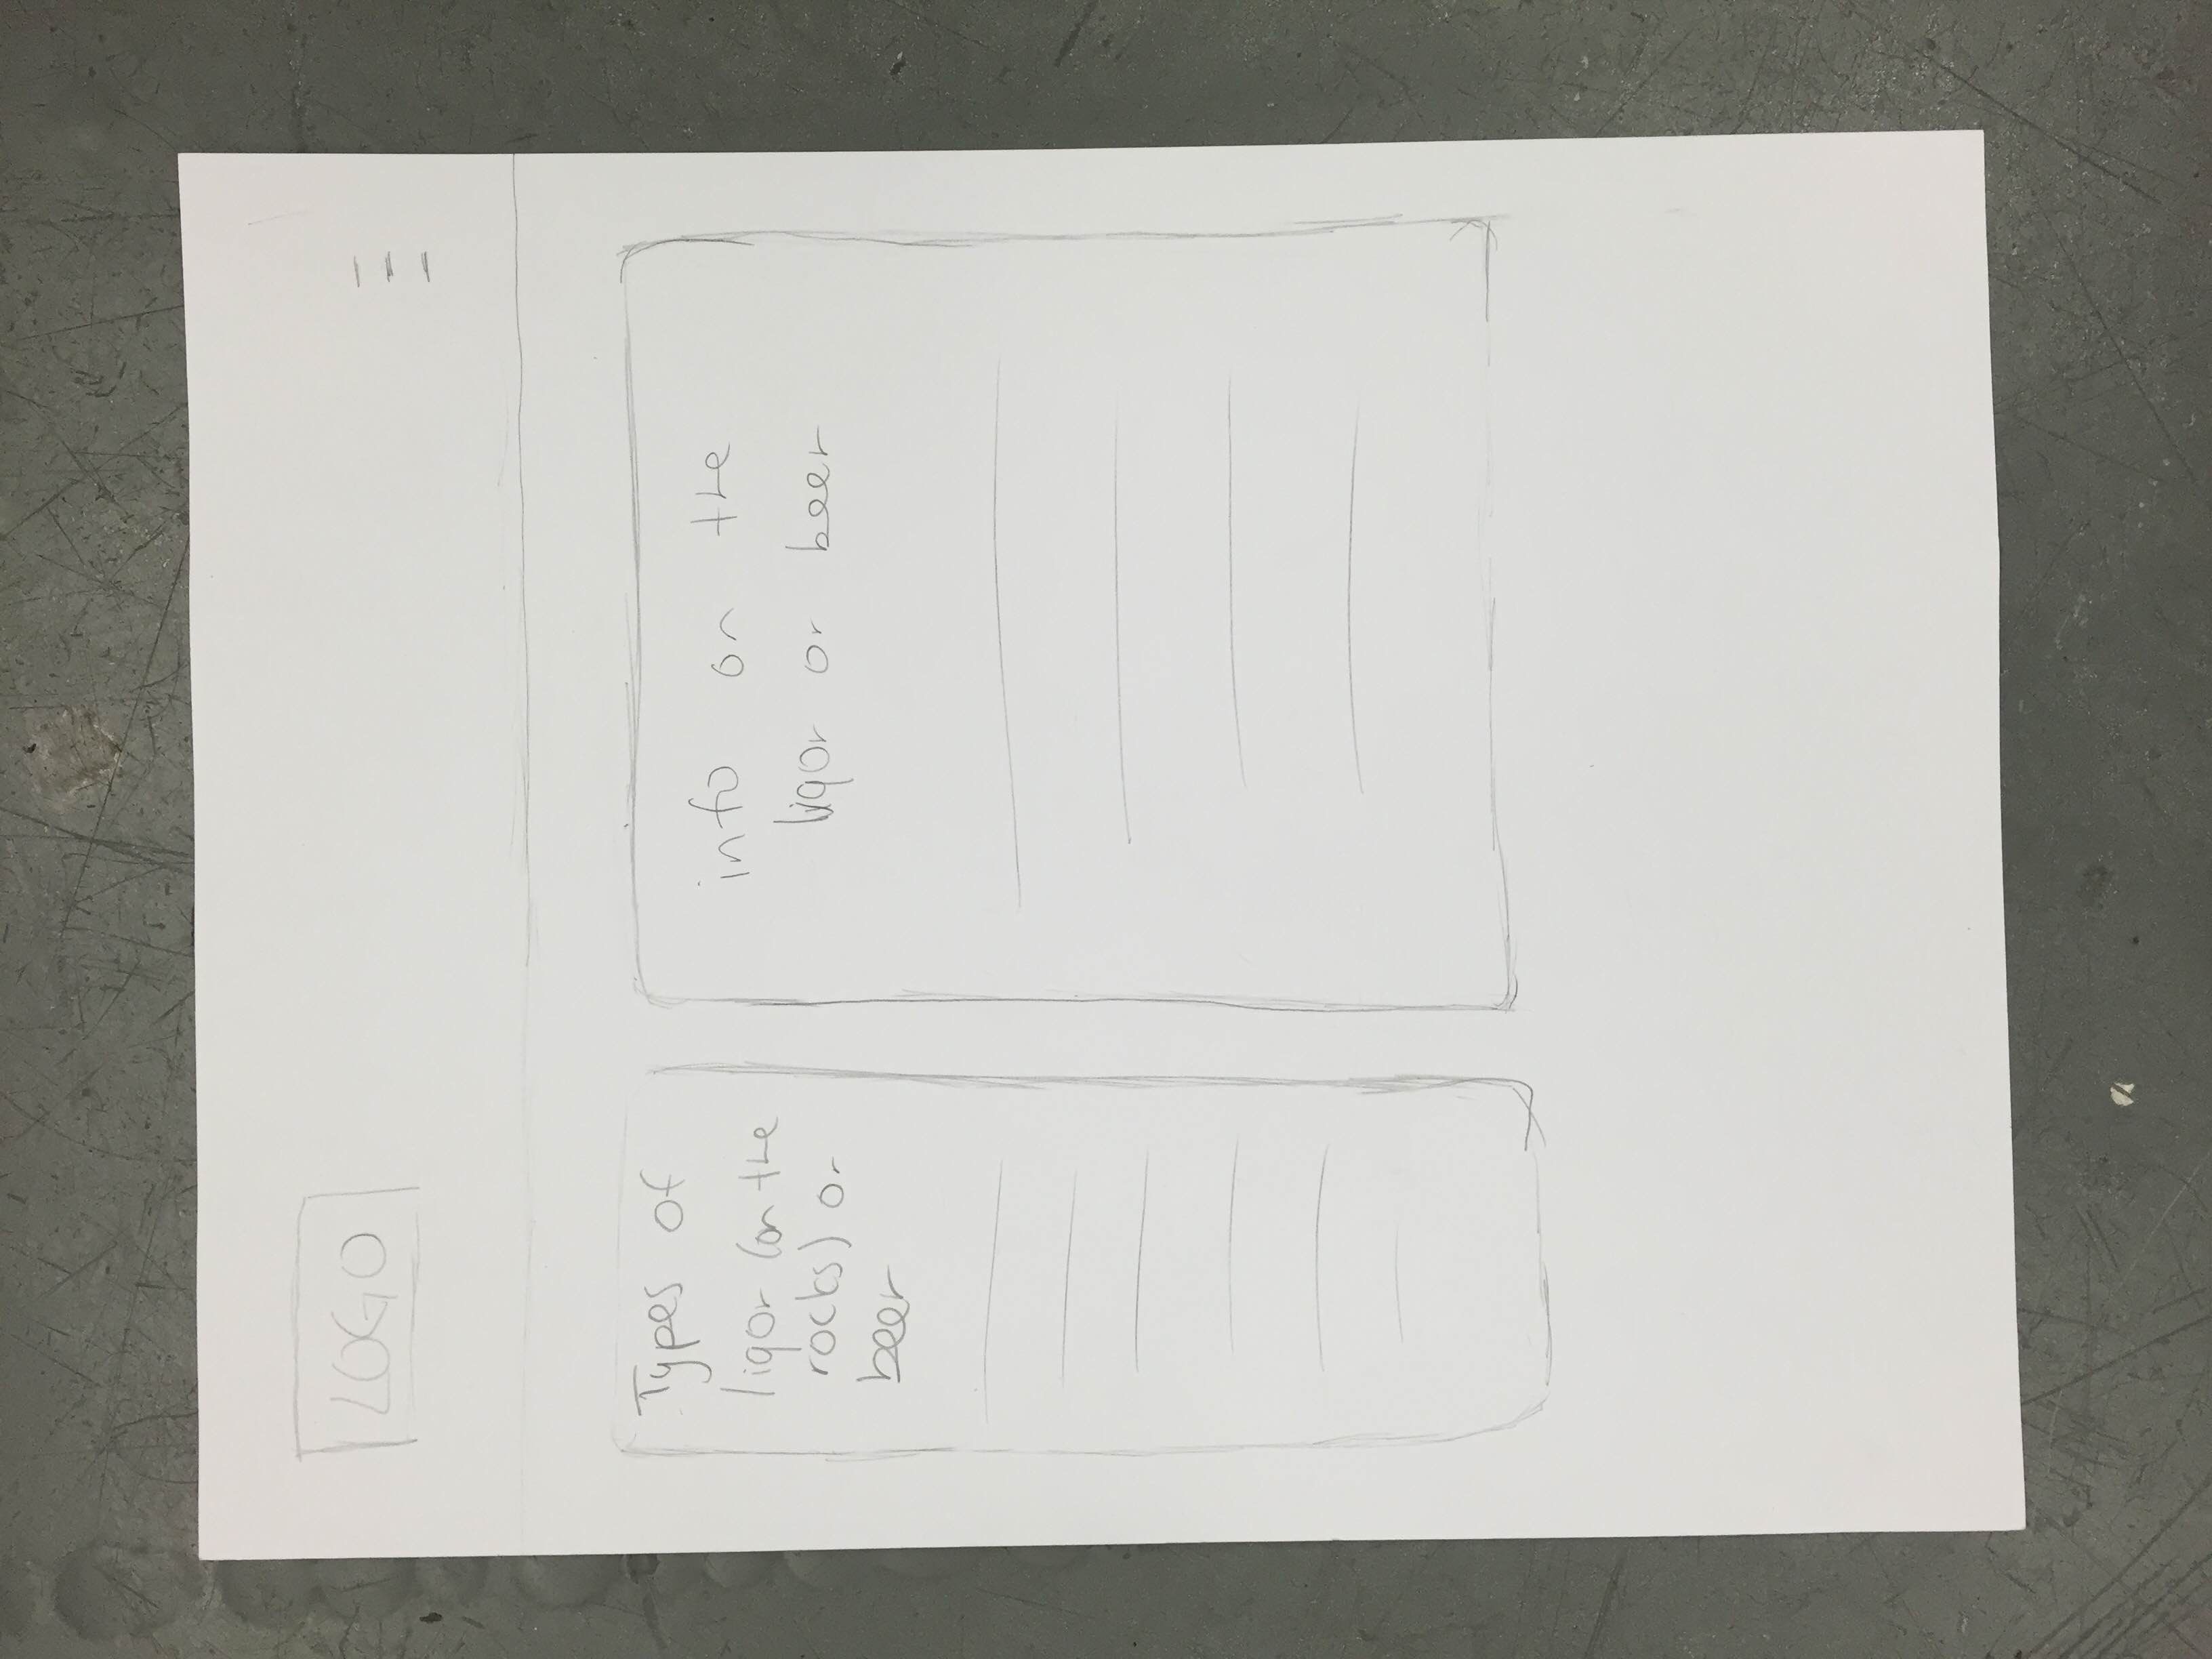 LOGO
Types of
liqor (on the
rocks) or
beer
info on the
liqor or beer